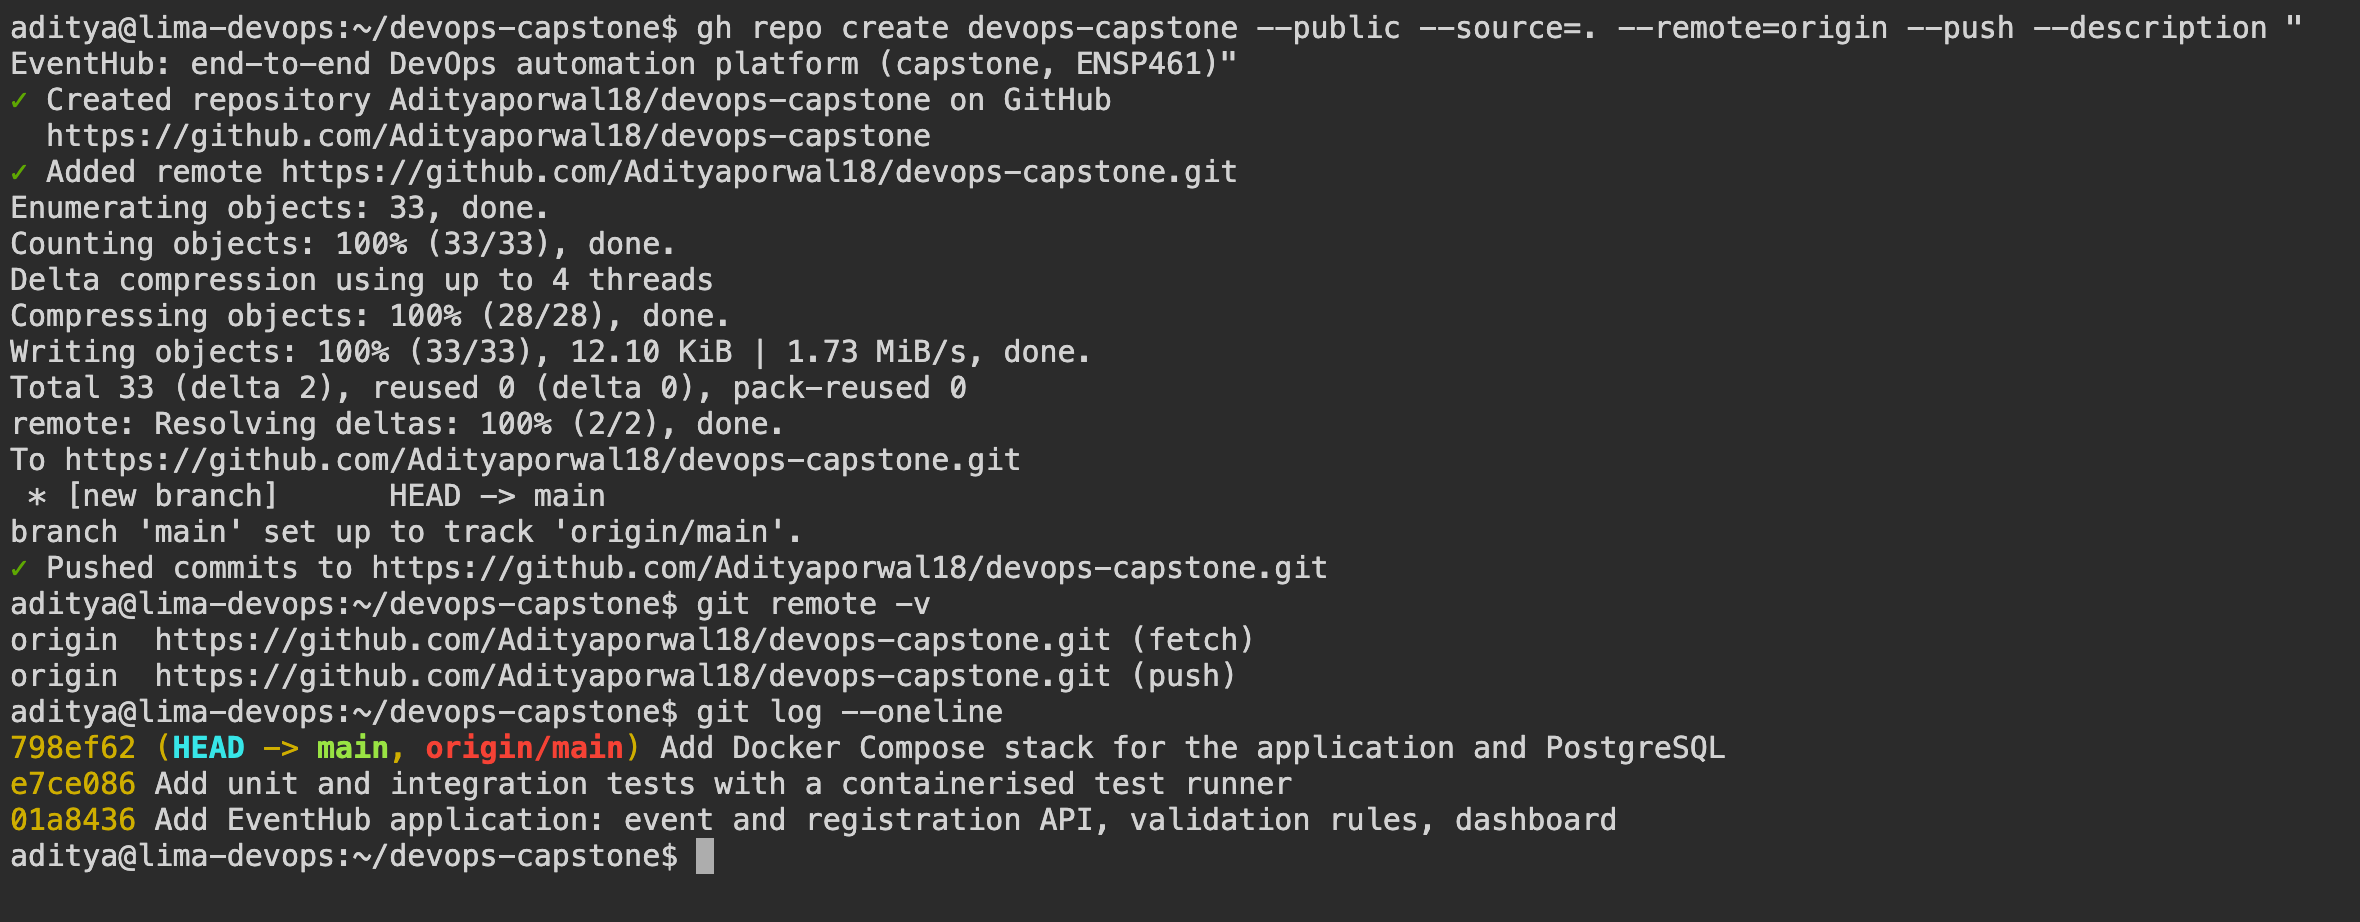 aditya@lima-devops:~/devops-capstone$ gh repo create devops-capstone --public --source=. --remote=origin --push --description "
EventHub: end-to-end DevOps automation platform (capstone, ENSP461)"
✓ Created repository Adityaporwal18/devops-capstone on GitHub
  https://github.com/Adityaporwal18/devops-capstone
✓ Added remote https://github.com/Adityaporwal18/devops-capstone.git
Enumerating objects: 33, done.
Counting objects: 100% (33/33), done.
Delta compression using up to 4 threads
Compressing objects: 100% (28/28), done.
Writing objects: 100% (33/33), 12.10 KiB | 1.73 MiB/s, done.
Total 33 (delta 2), reused 0 (delta 0), pack-reused 0
remote: Resolving deltas: 100% (2/2), done.
To https://github.com/Adityaporwal18/devops-capstone.git
 * [new branch]      HEAD -> main
branch 'main' set up to track 'origin/main'.
✓ Pushed commits to https://github.com/Adityaporwal18/devops-capstone.git
aditya@lima-devops:~/devops-capstone$ git remote -v
origin  https://github.com/Adityaporwal18/devops-capstone.git (fetch)
origin  https://github.com/Adityaporwal18/devops-capstone.git (push)
aditya@lima-devops:~/devops-capstone$ git log --oneline
798ef62 (HEAD -> main, origin/main) Add Docker Compose stack for the application and PostgreSQL
e7ce086 Add unit and integration tests with a containerised test runner
01a8436 Add EventHub application: event and registration API, validation rules, dashboard
aditya@lima-devops:~/devops-capstone$